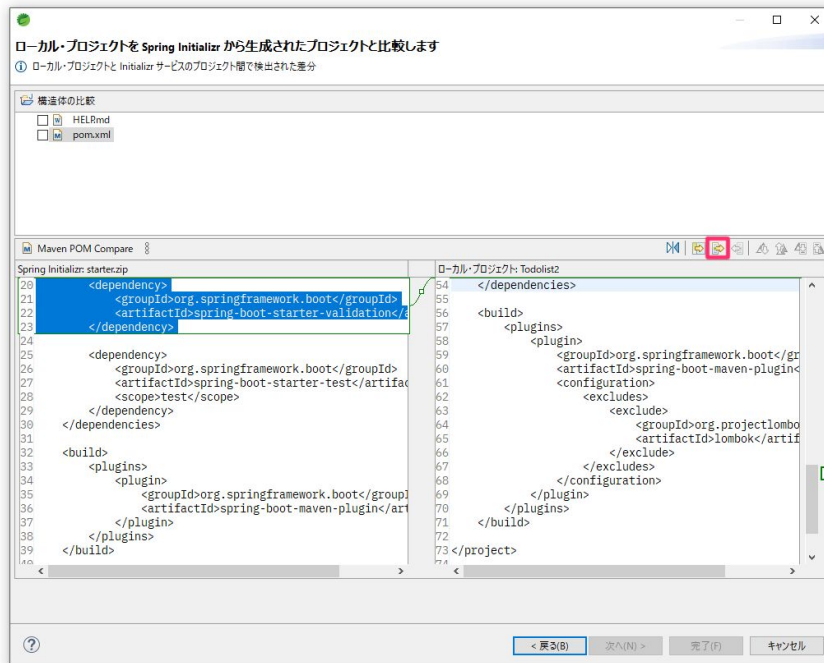 ローカル・プロジェクトを Spring Initializr から生成されたプロジェクトと比較します
ローカル・プロジェクトと Initializr サービスのプロジェクト間で検出された差分
構造体の比較
HELP.md
pom.xml
Maven POM Compare
Spring Initializr: starter.zip
20 <dependency>
21 <groupId>org.springframework.boot</groupId>
22 <artifactId>spring-boot-starter-validation</a
23 </dependency>
24
25 <dependency>
26 <groupId>org.springframework.boot</groupId>
27 <artifactId>spring-boot-starter-test</artifac
28 <scope>test</scope>
29 </dependency>
30 </dependencies>
31
32 <build>
33 <plugins>
34 <plugin>
35 <groupId>org.springframework.boot</groupI
36 <artifactId>spring-boot-maven-plugin</art
37 </plugin>
38 </plugins>
39 </build>
40
ローカル・プロジェクト: Todolist2
54 </dependencies>
55
56 <build>
57 <plugins>
58 <plugin>
59 <groupId>org.springframework.boot</gr
60 <artifactId>spring-boot-maven-plugin<
61 <configuration>
62 <excludes>
63 <exclude>
64 <groupId>org.projectlombo
65 <artifactId>lombok</artif
66 </exclude>
67 </excludes>
68 </configuration>
69 </plugin>
70 </plugins>
71 </build>
72
73 </project>
74
< 戻る(B)
次へ(N) >
完了(F)
キャンセル